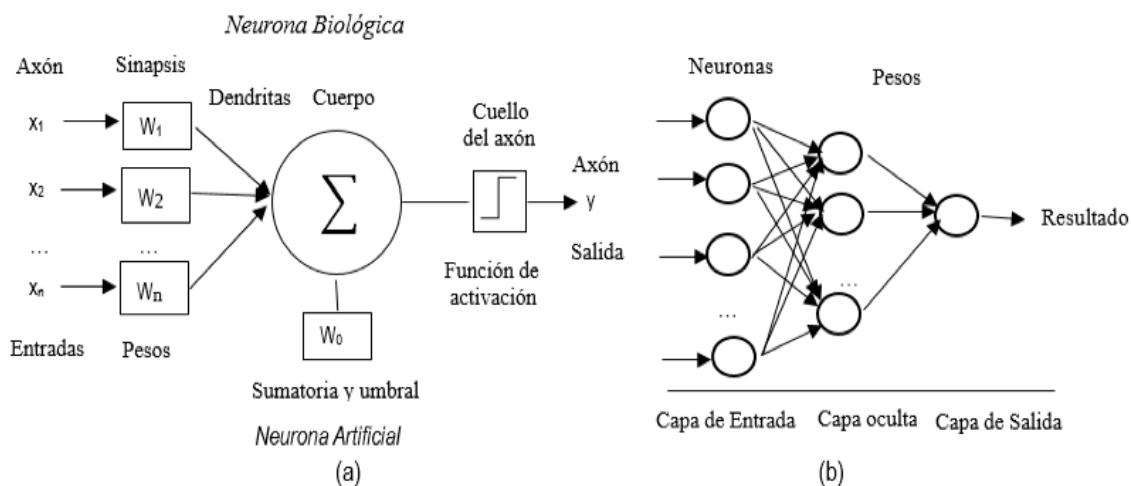 Neurona Biológica
Axón
Sinapsis
Dendritas
Cuerpo
Cuello
del axón
Axón
x1
W1
x2
W2
...
...
xn
Wn
Σ
y
Salida
Función de
activación
W0
Entradas
Pesos
Sumatoria y umbral
Neurona Artificial
(a)
Neuronas
Pesos
Resultado
...
...
Capa de Entrada
Capa oculta
Capa de Salida
(b)